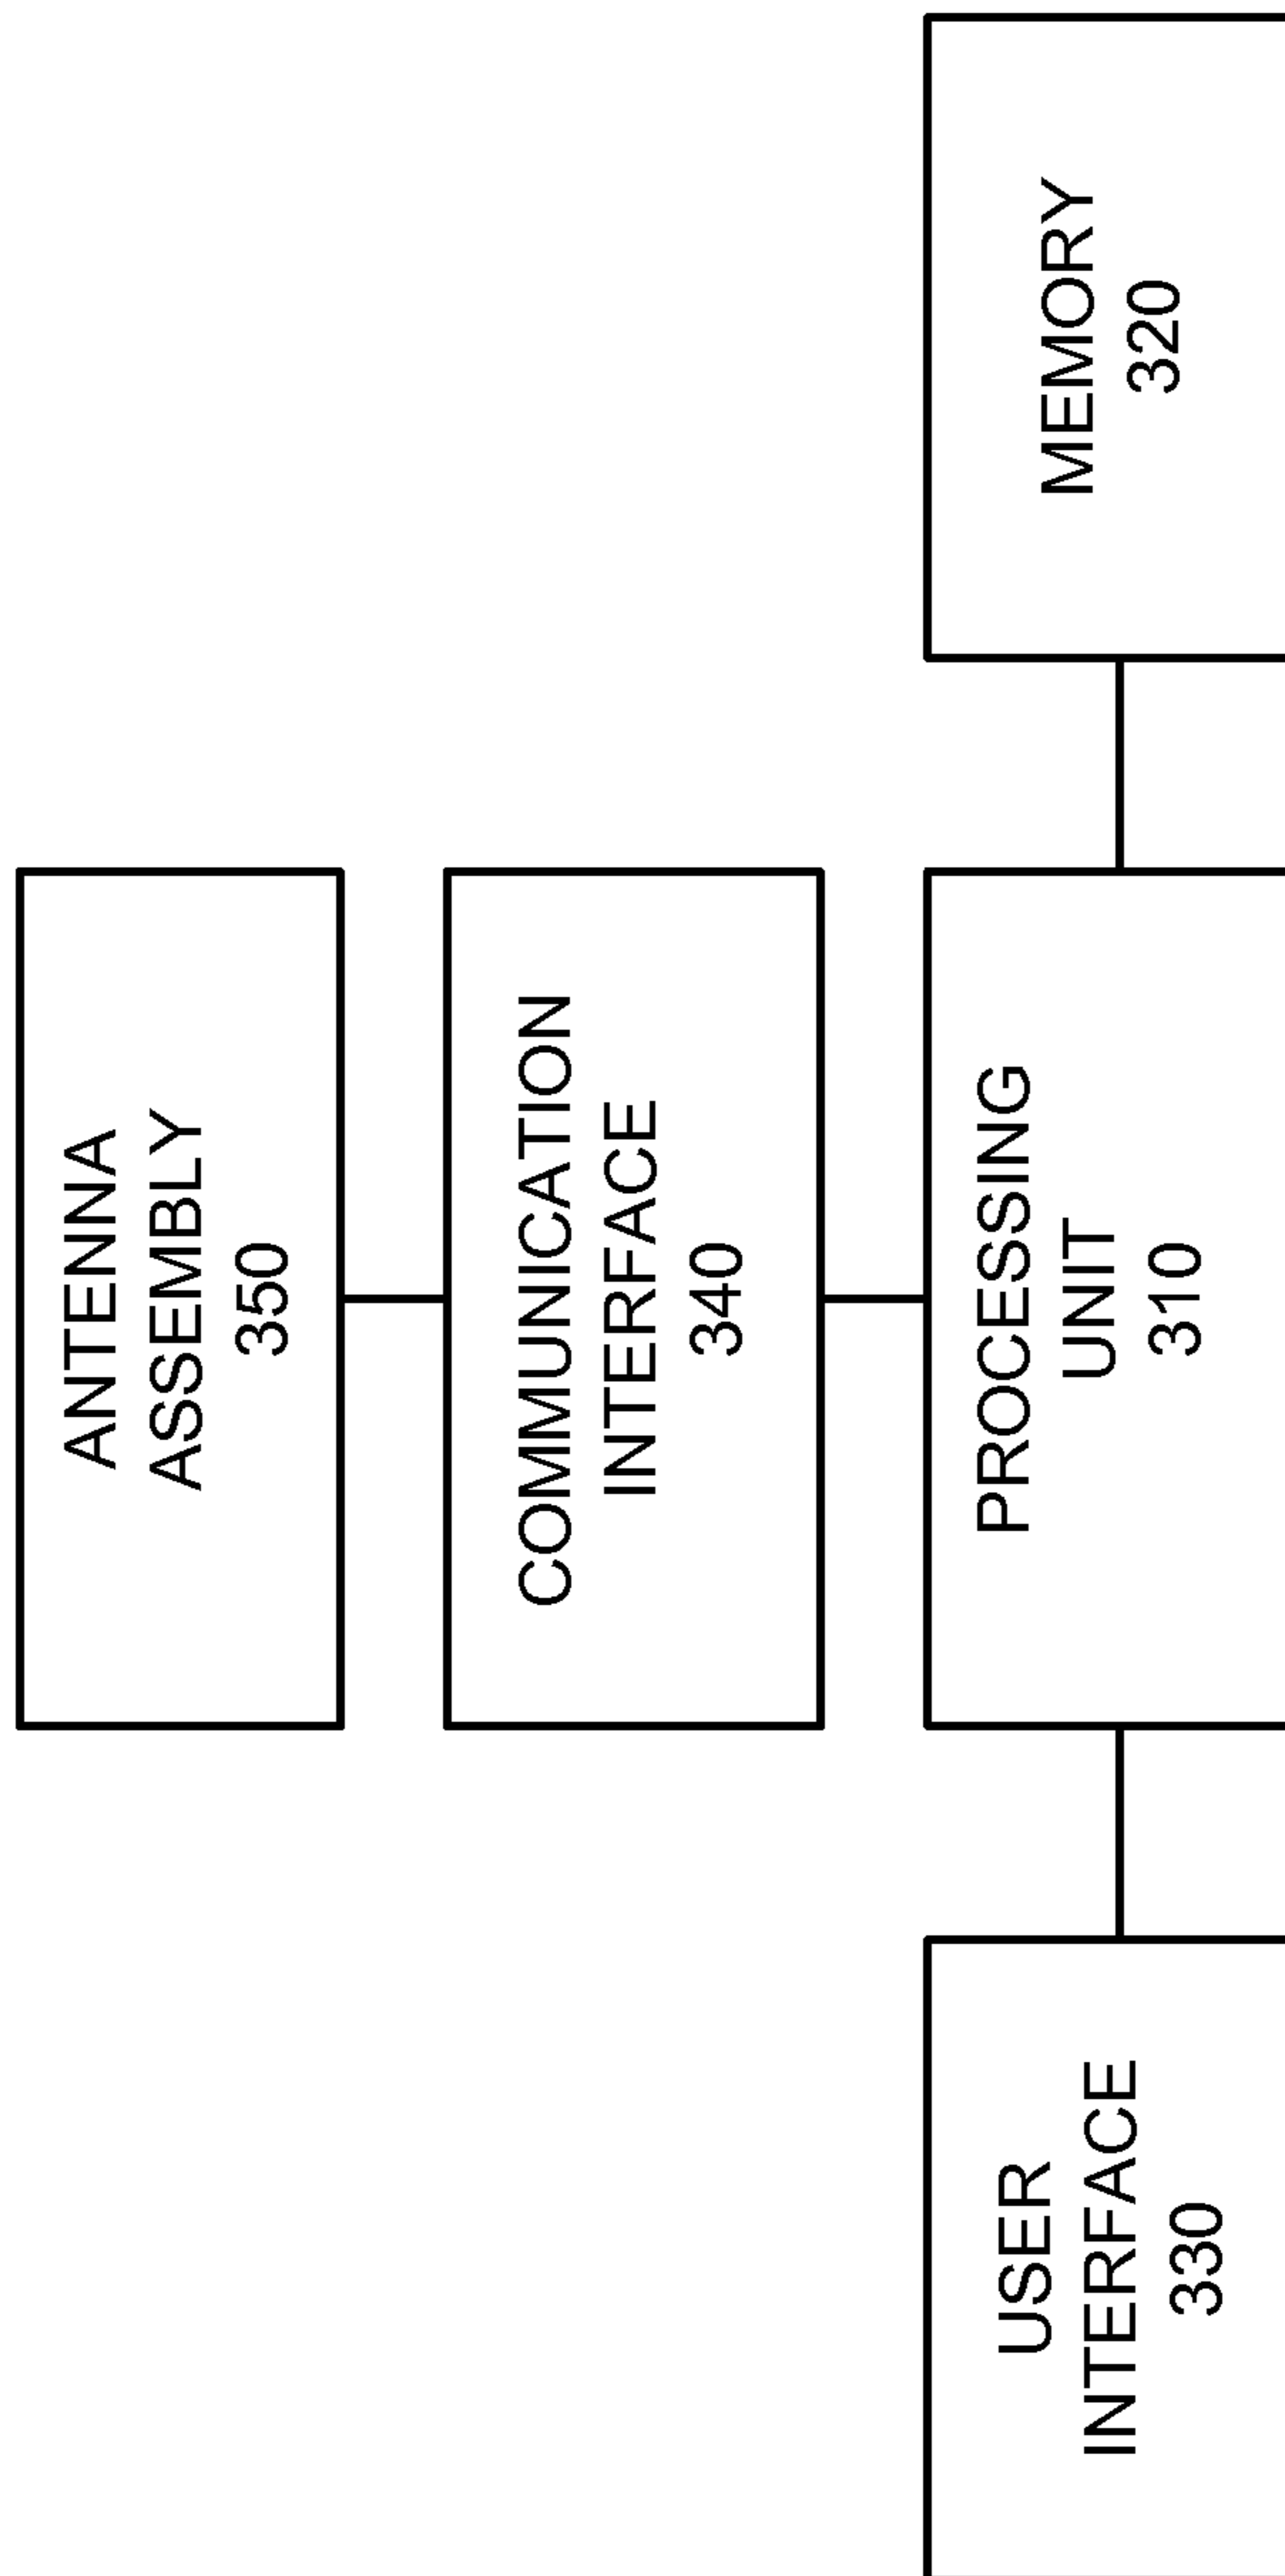 ANTENNA
ASSEMBLY
350
COMMUNICATION
INTERFACE
340
USER
INTERFACE
330
PROCESSING
UNIT
310
MEMORY
320